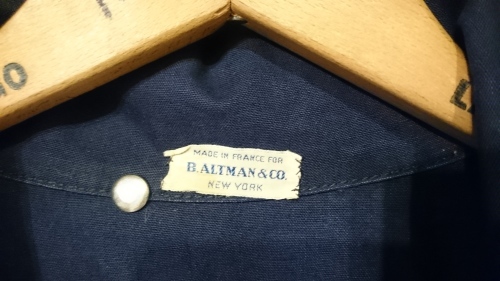 MADE IN FRANCE FOR
B. ALTMAN & CO.
NEW YORK